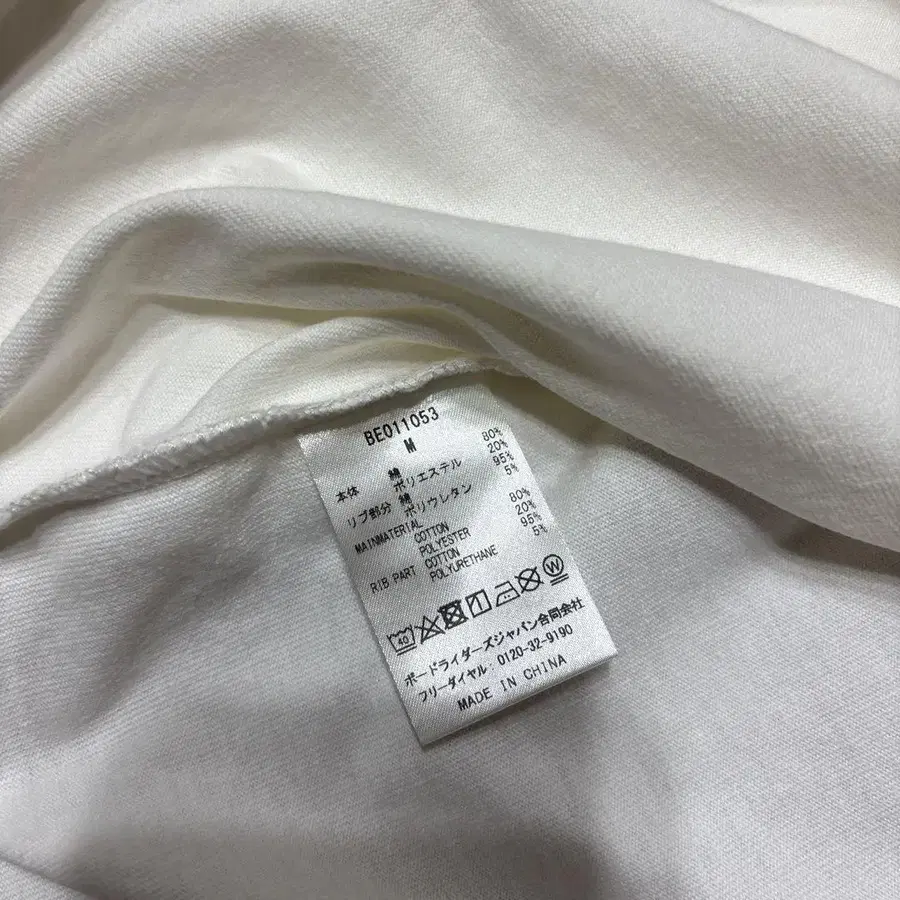 BE011053
M
本体 綿 80%
ポリエステル 20%
リブ部分 綿 95%
ポリウレタン 5%
MAINMATERIAL COTTON 80%
POLYESTER 20%
RIB PART COTTON 95%
POLYURETHANE 5%
40 W
ボードライダーズジャパン合同会社
フリーダイヤル:0120-32-9190
MADE IN CHINA